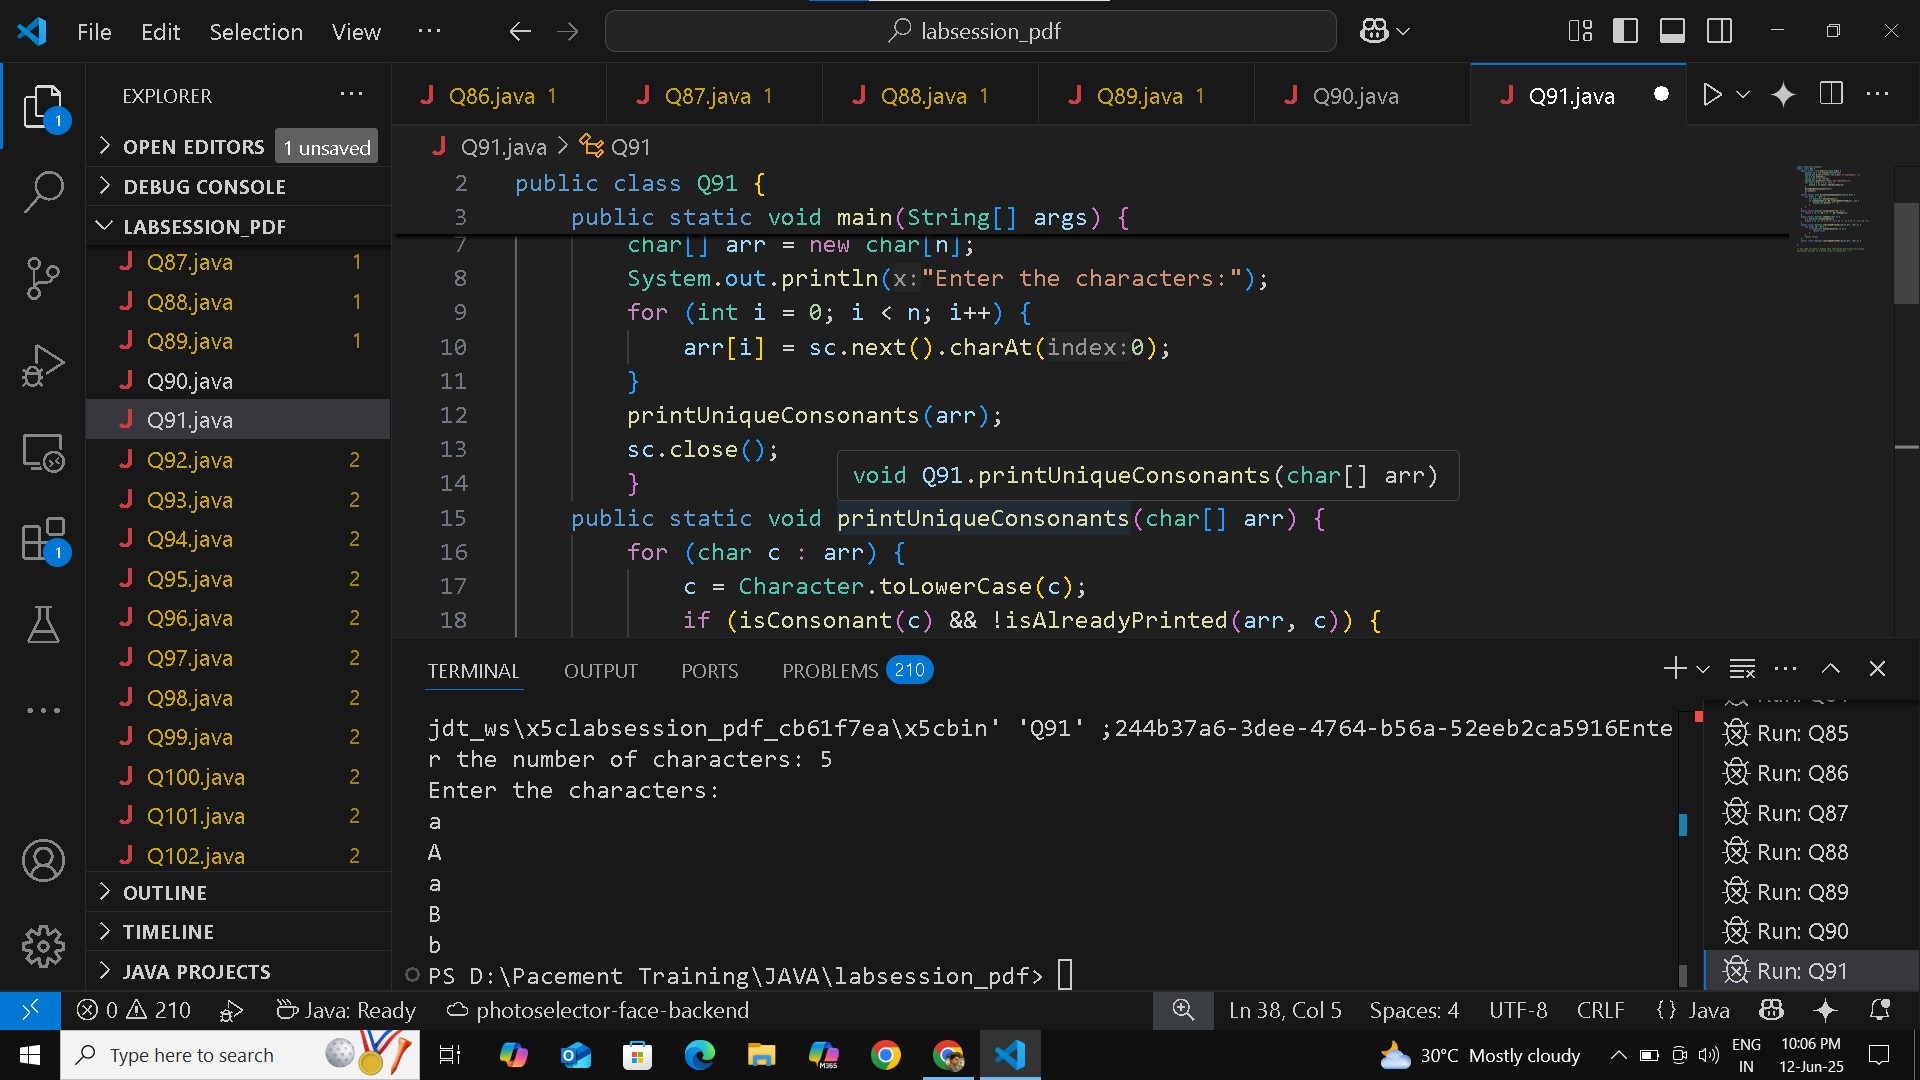 File Edit Selection View ··· labsession_pdf
EXPLORER ···
1
OPEN EDITORS 1 unsaved
DEBUG CONSOLE
LABSESSION_PDF
Q87.java 1
Q88.java 1
Q89.java 1
Q90.java
Q91.java
Q92.java 2
Q93.java 2
Q94.java 2
Q95.java 2
1
Q96.java 2
Q97.java 2
Q98.java 2
Q99.java 2
Q100.java 2
Q101.java 2
Q102.java 2
OUTLINE
TIMELINE
JAVA PROJECTS
Q86.java 1 Q87.java 1 Q88.java 1 Q89.java 1 Q90.java Q91.java
Q91.java > Q91
2 public class Q91 {
3 public static void main(String[] args) {
7 char[] arr = new char[n];
8 System.out.println(x:"Enter the characters:");
9 for (int i = 0; i < n; i++) {
10 arr[i] = sc.next().charAt(index:0);
11 }
12 printUniqueConsonants(arr);
13 sc.close();
void Q91.printUniqueConsonants(char[] arr)
14 }
15 public static void printUniqueConsonants(char[] arr) {
16 for (char c : arr) {
17 c = Character.toLowerCase(c);
18 if (isConsonant(c) && !isAlreadyPrinted(arr, c)) {
TERMINAL OUTPUT PORTS PROBLEMS 210
jdt_ws\x5clabsession_pdf_cb61f7ea\x5cbin' 'Q91' ;244b37a6-3dee-4764-b56a-52eeb2ca5916Ente
r the number of characters: 5
Enter the characters:
a
A
a
B
b
PS D:\Pacement Training\JAVA\labsession_pdf>
Run: Q85
Run: Q86
Run: Q87
Run: Q88
Run: Q89
Run: Q90
Run: Q91
0 210 Java: Ready photoselector-face-backend Ln 38, Col 5 Spaces: 4 UTF-8 CRLF {} Java
Type here to search
M365
30°C Mostly cloudy
ENG
IN
10:06 PM
12-Jun-25